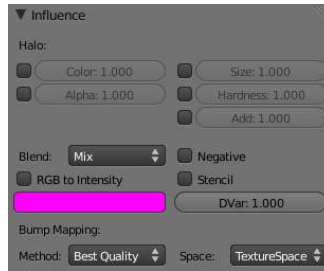 Influence
Halo:
Color: 1.000 Size: 1.000
Alpha: 1.000 Hardness: 1.000
Add: 1.000
Blend: Mix Negative
RGB to Intensity Stencil
DVar: 1.000
Bump Mapping:
Method: Best Quality Space: TextureSpace